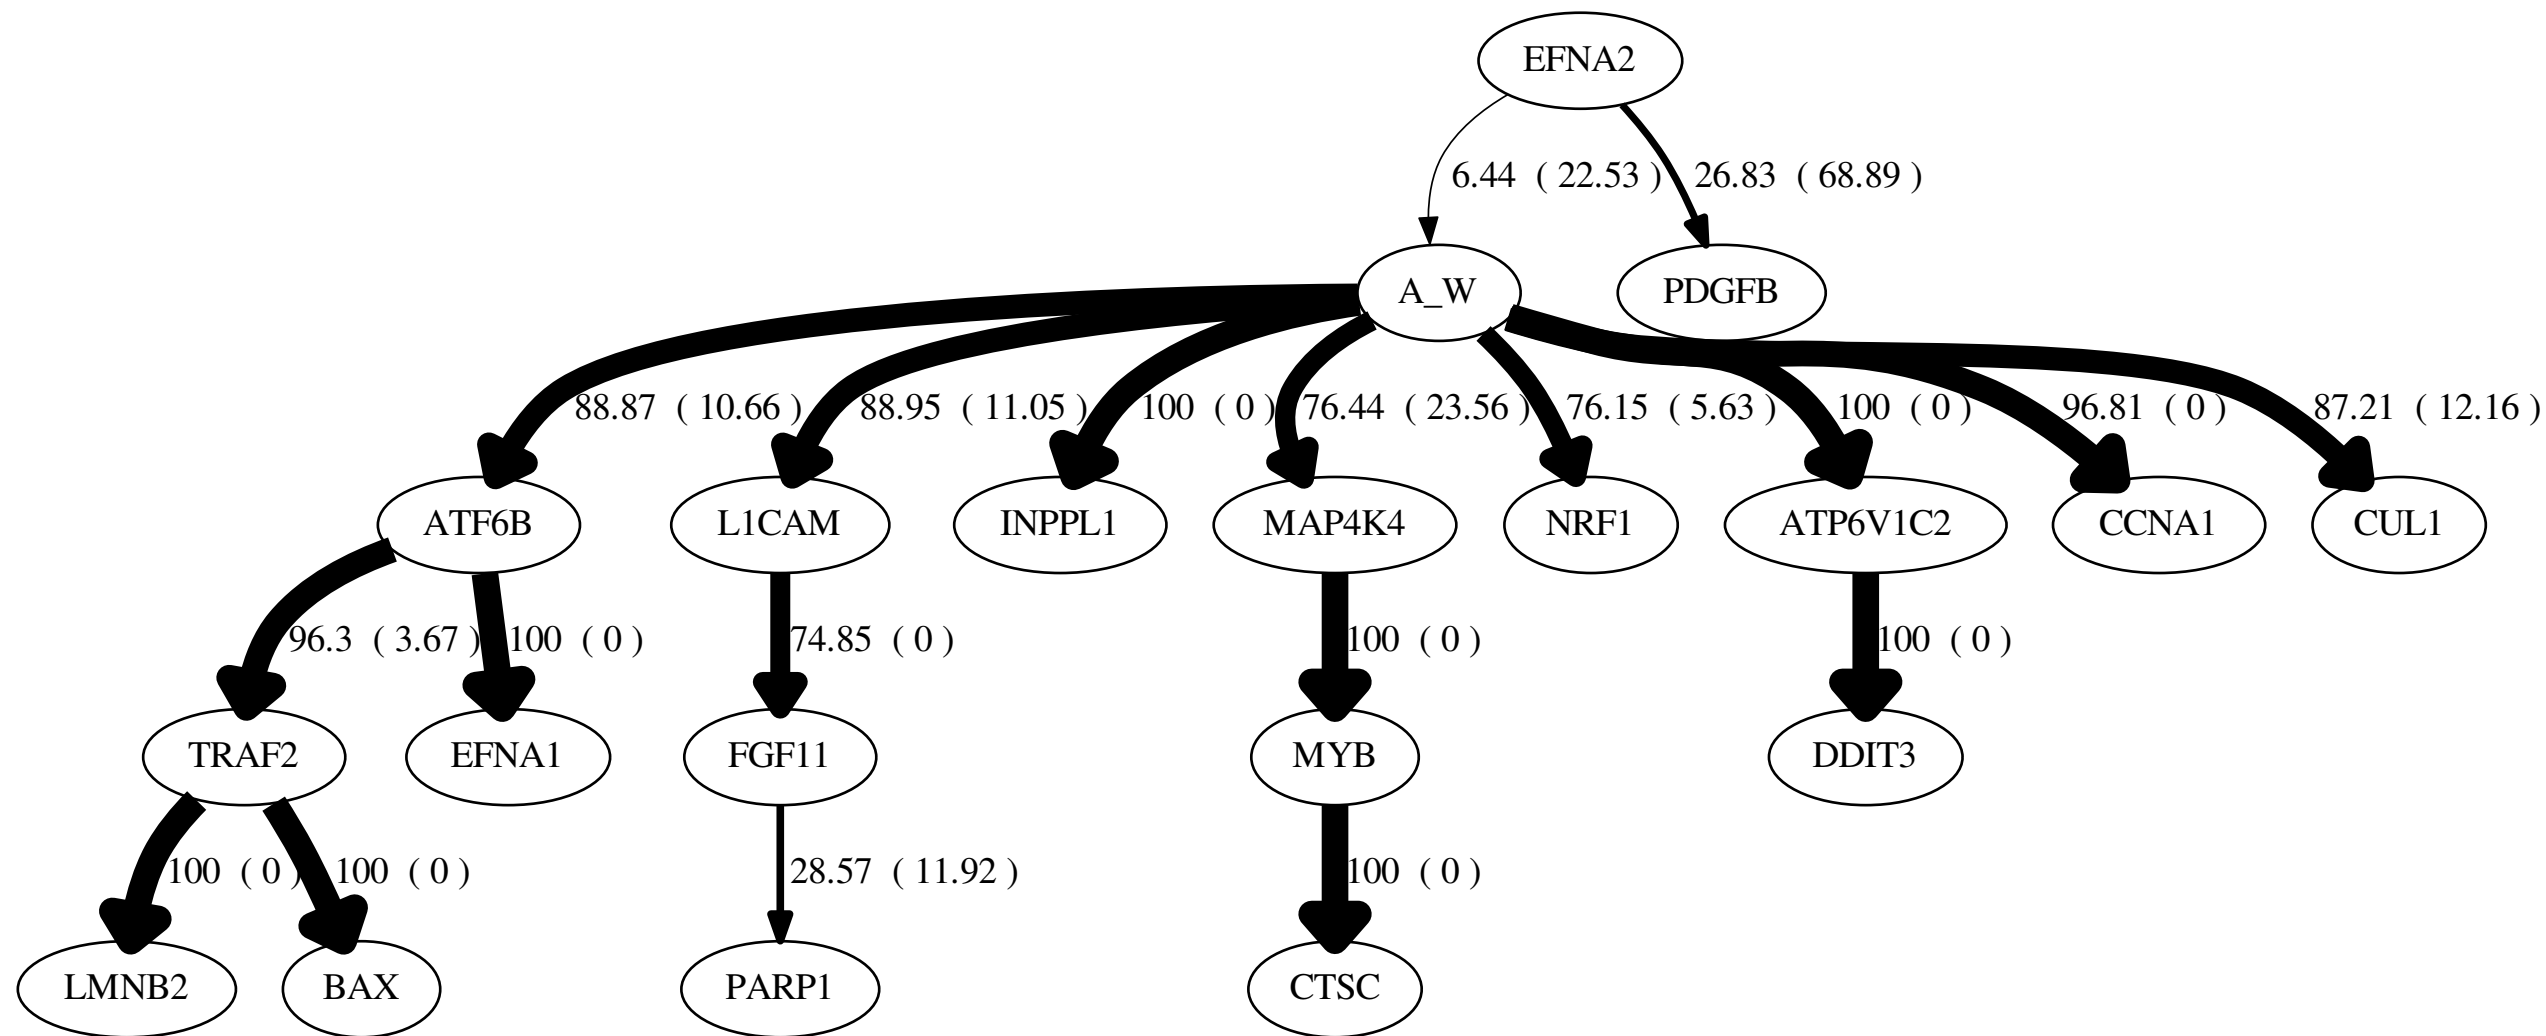 EFNA2
6.44 ( 22.53 ) 26.83 ( 68.89 )
A_W PDGFB
88.87 ( 10.66 ) 88.95 ( 11.05 ) 100 ( 0 ) 76.44 ( 23.56 ) 76.15 ( 5.63 ) 100 ( 0 ) 96.81 ( 0 ) 87.21 ( 12.16 )
ATF6B L1CAM INPPL1 MAP4K4 NRF1 ATP6V1C2 CCNA1 CUL1
96.3 ( 3.67 ) 100 ( 0 ) 74.85 ( 0 ) 100 ( 0 ) 100 ( 0 )
TRAF2 EFNA1 FGF11 MYB DDIT3
100 ( 0 ) 100 ( 0 ) 28.57 ( 11.92 ) 100 ( 0 )
LMNB2 BAX PARP1 CTSC